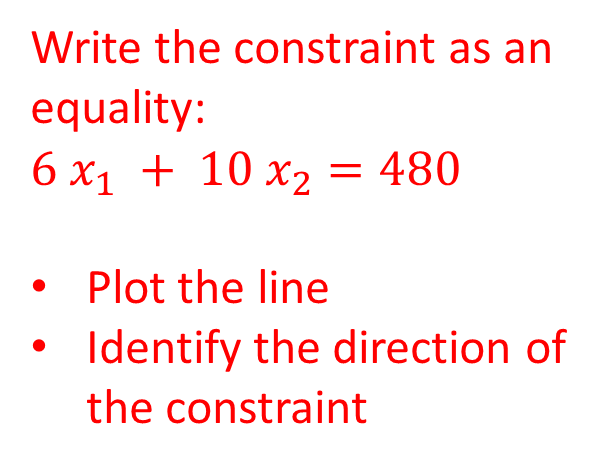 Write the constraint as an
equality:
6 x₁ + 10 x₂ = 480
• Plot the line
• Identify the direction of
the constraint